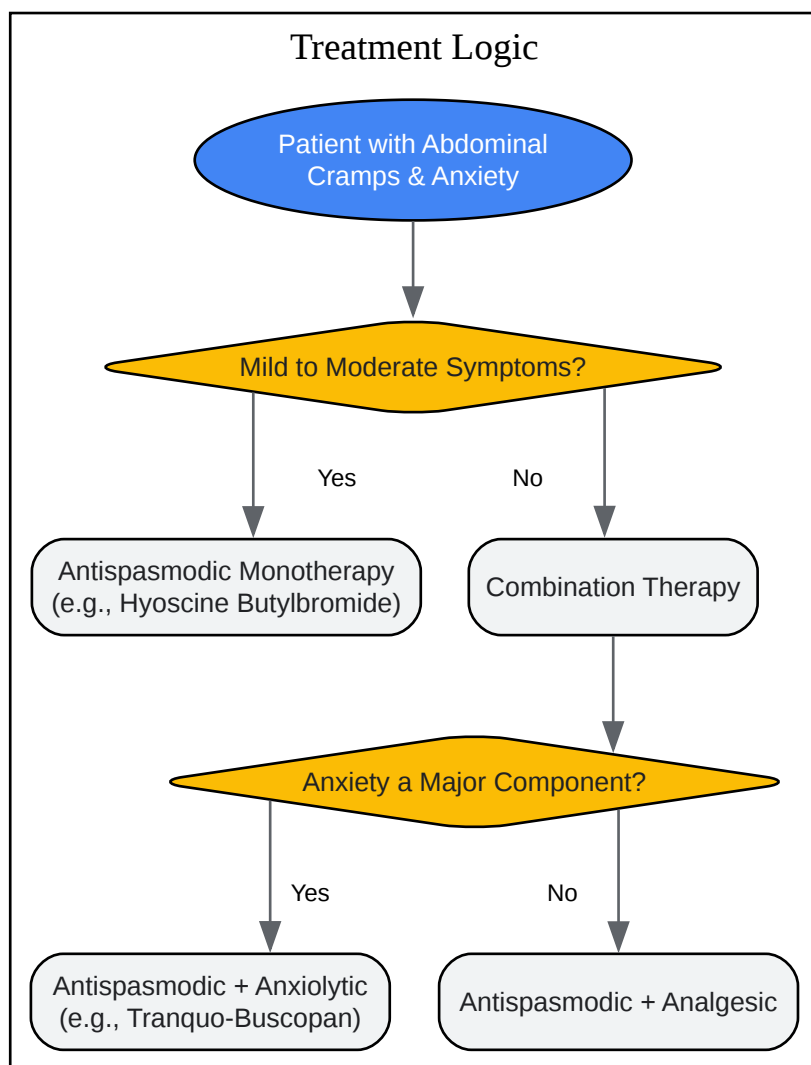 Treatment Logic
Patient with Abdominal
Cramps & Anxiety
Mild to Moderate Symptoms?
Yes
No
Antispasmodic Monotherapy
(e.g., Hyoscine Butylbromide)
Combination Therapy
Anxiety a Major Component?
Yes
No
Antispasmodic + Anxiolytic
(e.g., Tranquo-Buscopan)
Antispasmodic + Analgesic